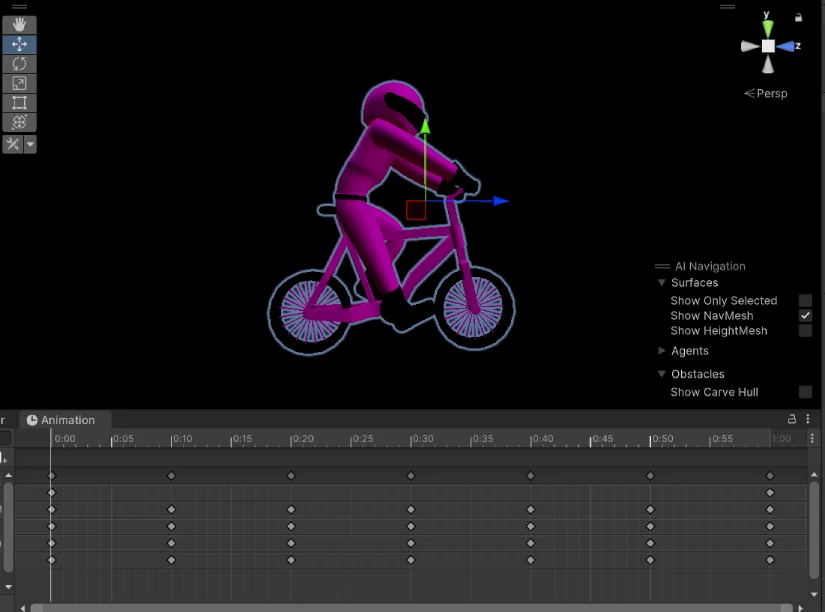 y
z
Persp
AI Navigation
Surfaces
Show Only Selected
Show NavMesh
Show HeightMesh
Agents
Obstacles
Show Carve Hull
r
Animation
0:00 0:05 0:10 0:15 0:20 0:25 0:30 0:35 0:40 0:45 0:50 0:55 1:00